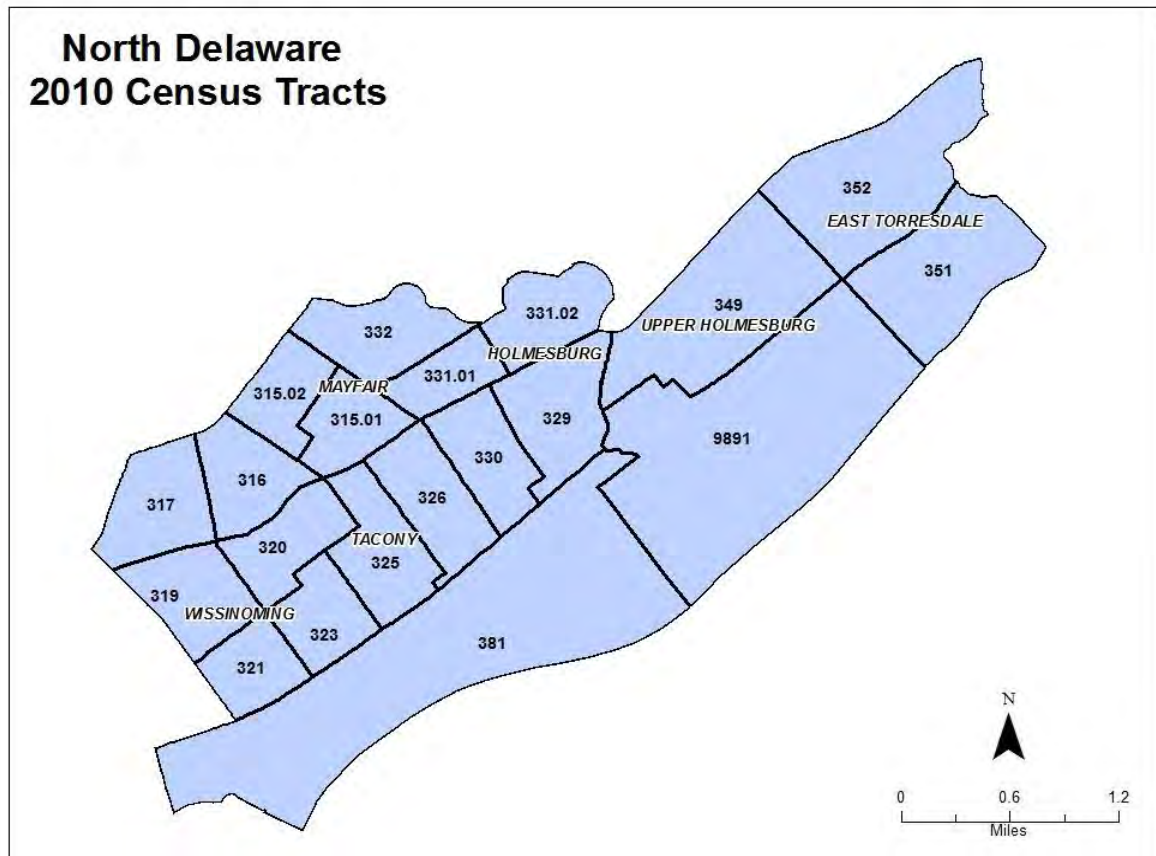 North Delaware
2010 Census Tracts
352
EAST TORRESDALE
351
349
UPPER HOLMESBURG
331.02
332
HOLMESBURG
331.01
315.02
MAYFAIR
315.01
329
9891
330
316
326
317
320
TACONY
325
319
WISSINOMING
323
381
321
N
0 0.6 1.2
Miles